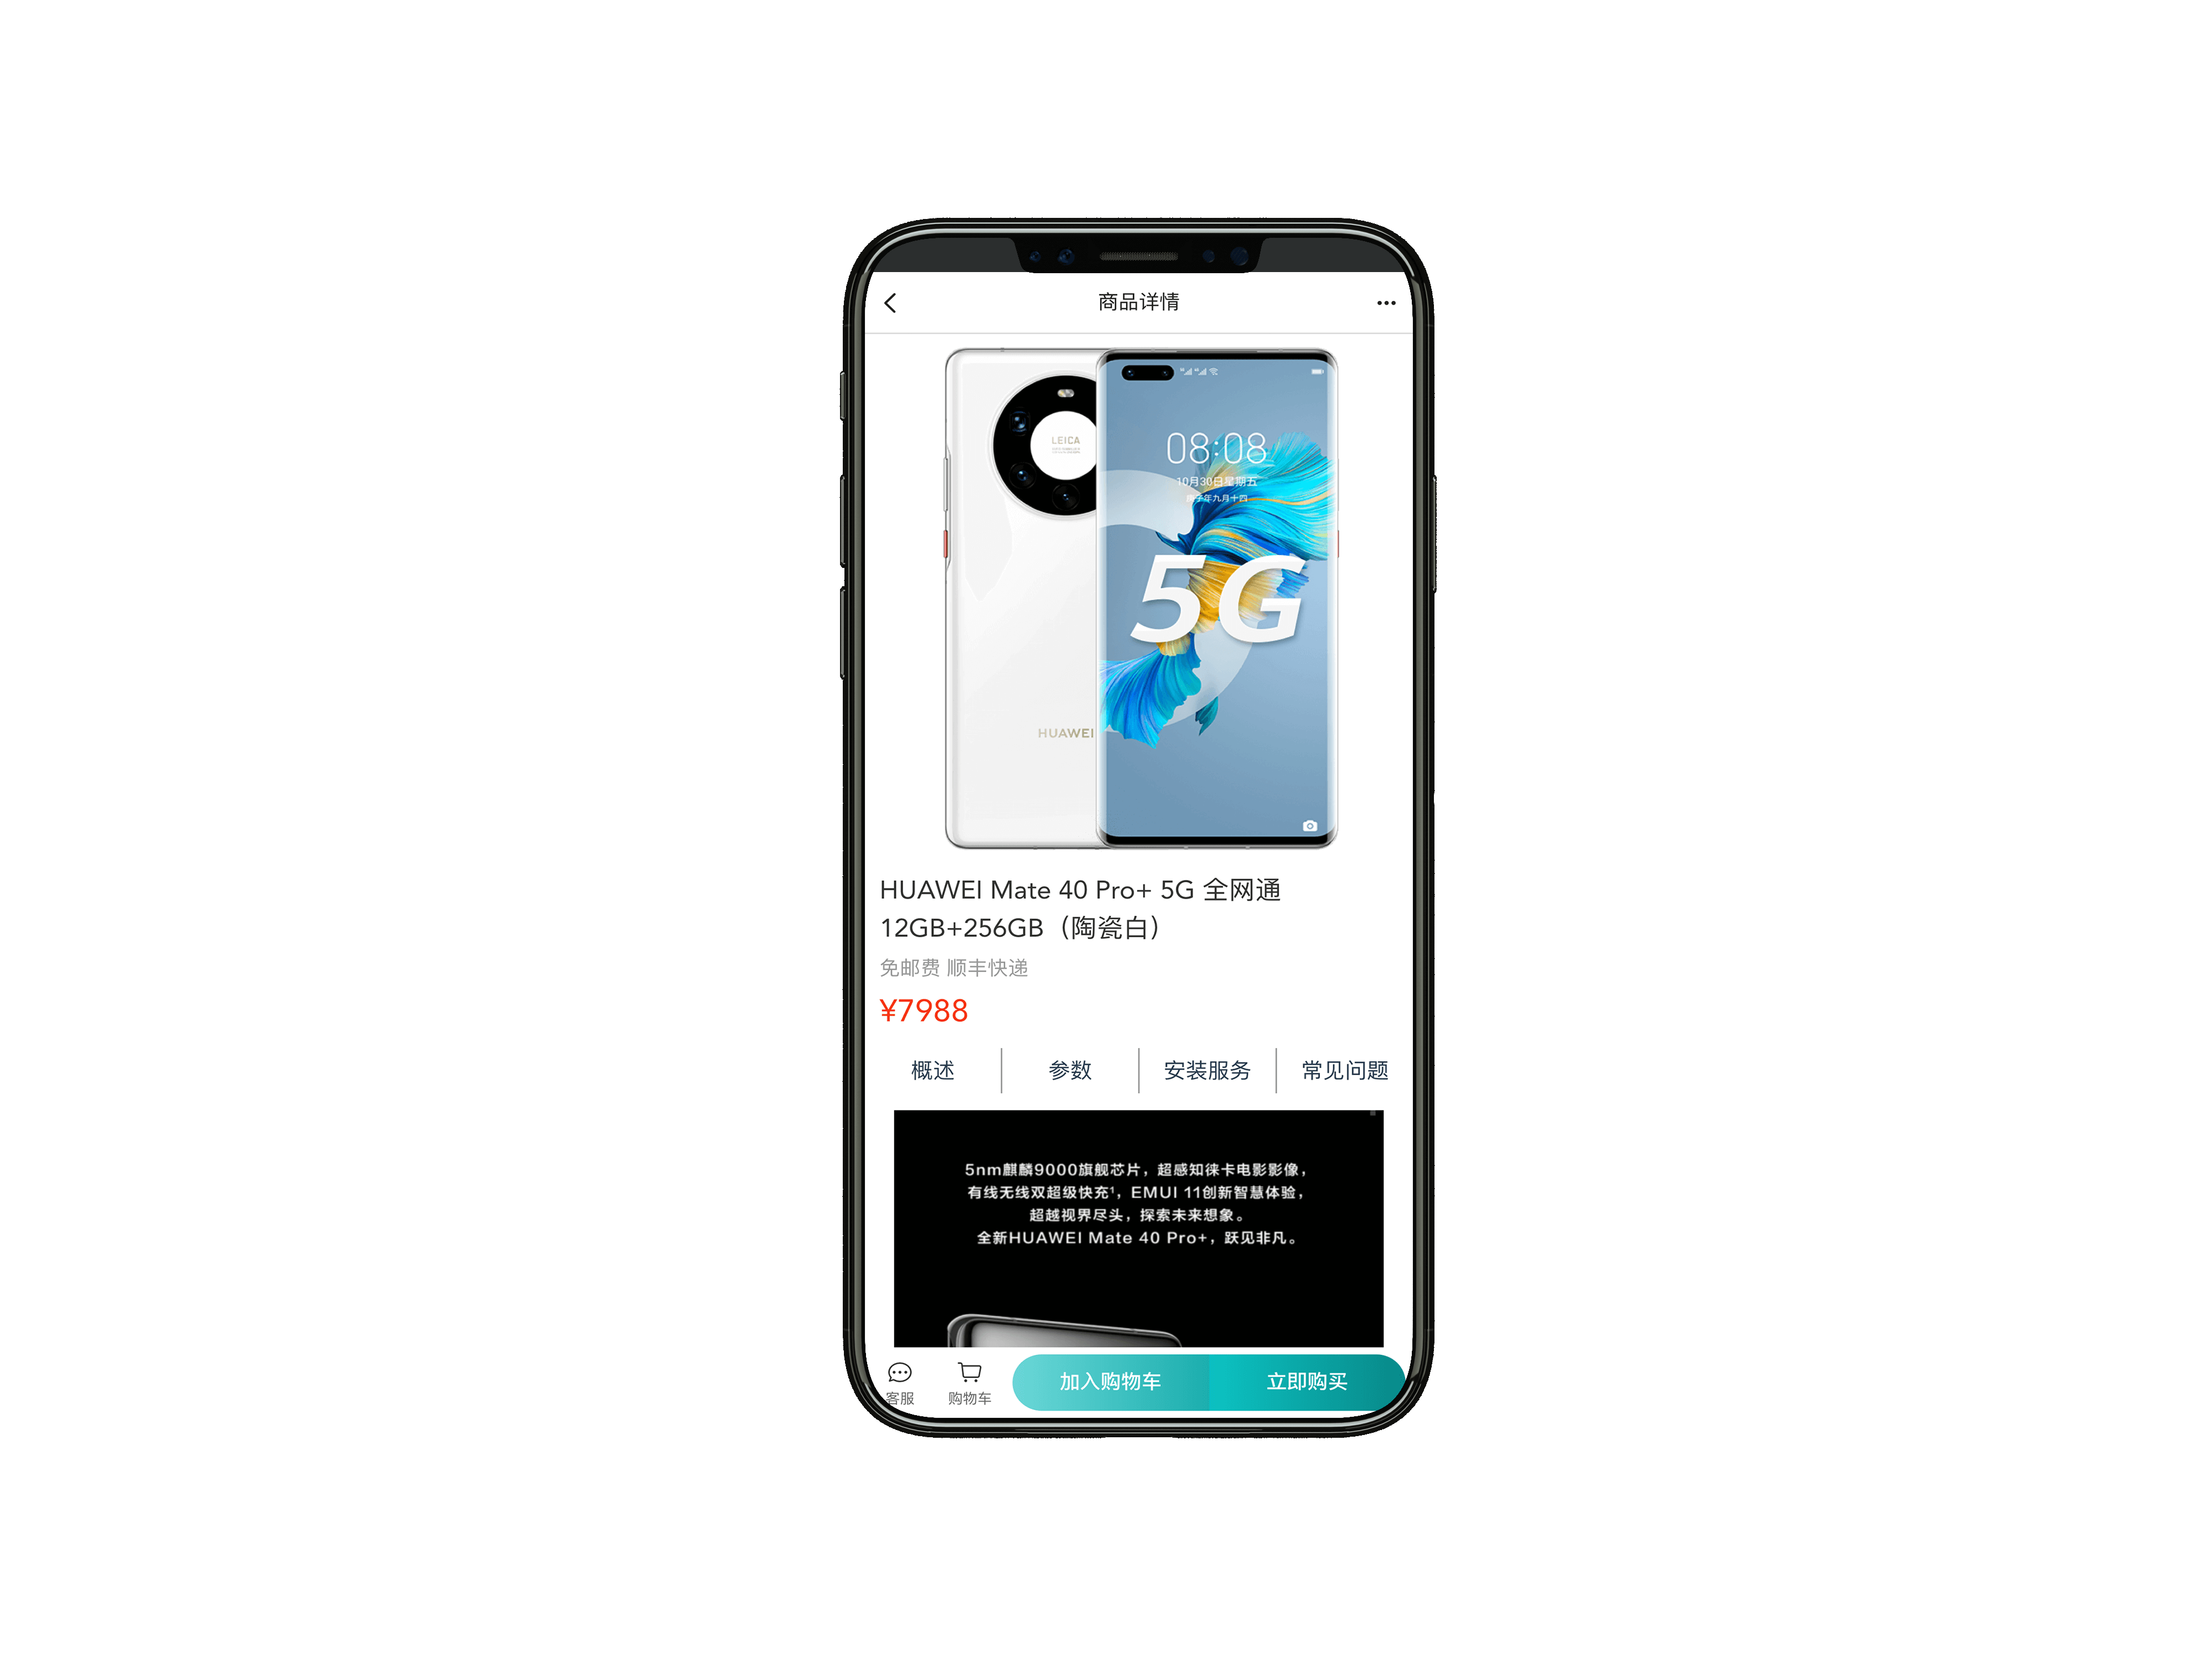 商品详情
LEICA
08:08
10月30日星期五
庚子年九月十四
5G
HUAWEI
HUAWEI Mate 40 Pro+ 5G 全网通
12GB+256GB（陶瓷白）
免邮费 顺丰快递
¥7988
概述
参数
安装服务
常见问题
5nm麒麟9000旗舰芯片，超感知徕卡电影影像，
有线无线双超级快充¹，EMUI 11创新智慧体验，
超越视界尽头，探索未来想象。
全新HUAWEI Mate 40 Pro+，跃见非凡。
客服
购物车
加入购物车
立即购买